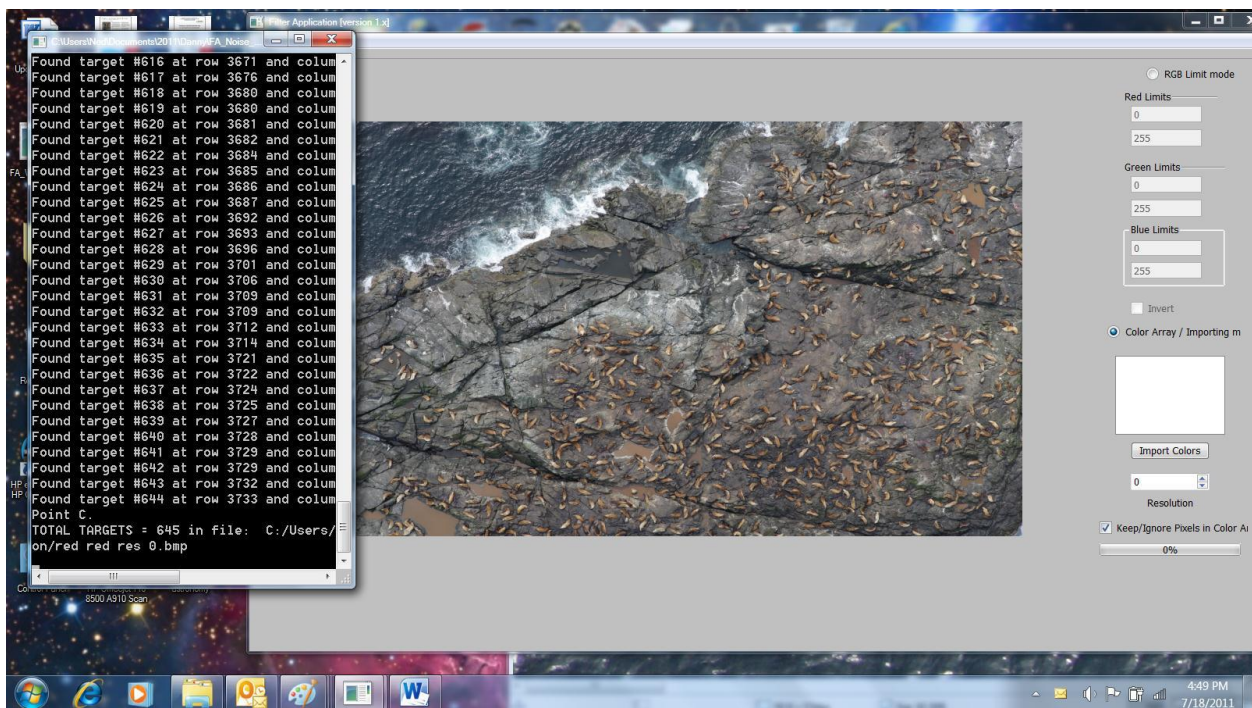 Filter Application [version 1.x]
C:\Users\Ned\Documents\2011\Danny\FA_Noise_
Found target #616 at row 3671 and colum
Found target #617 at row 3676 and colum
Found target #618 at row 3680 and colum
Found target #619 at row 3680 and colum
Found target #620 at row 3681 and colum
Found target #621 at row 3682 and colum
Found target #622 at row 3684 and colum
Found target #623 at row 3685 and colum
Found target #624 at row 3686 and colum
Found target #625 at row 3687 and colum
Found target #626 at row 3692 and colum
Found target #627 at row 3693 and colum
Found target #628 at row 3696 and colum
Found target #629 at row 3701 and colum
Found target #630 at row 3706 and colum
Found target #631 at row 3709 and colum
Found target #632 at row 3709 and colum
Found target #633 at row 3712 and colum
Found target #634 at row 3714 and colum
Found target #635 at row 3721 and colum
Found target #636 at row 3722 and colum
Found target #637 at row 3724 and colum
Found target #638 at row 3725 and colum
Found target #639 at row 3727 and colum
Found target #640 at row 3728 and colum
Found target #641 at row 3729 and colum
Found target #642 at row 3729 and colum
Found target #643 at row 3732 and colum
Found target #644 at row 3733 and colum
Point C.
TOTAL TARGETS = 645 in file:  C:/Users/
on/red red res 0.bmp
8500 A910 Scan
RGB Limit mode
Red Limits
0
255
Green Limits
0
255
Blue Limits
0
255
Invert
Color Array / Importing m
Import Colors
0
Resolution
Keep/Ignore Pixels in Color A
0%
4:49 PM
7/18/2011